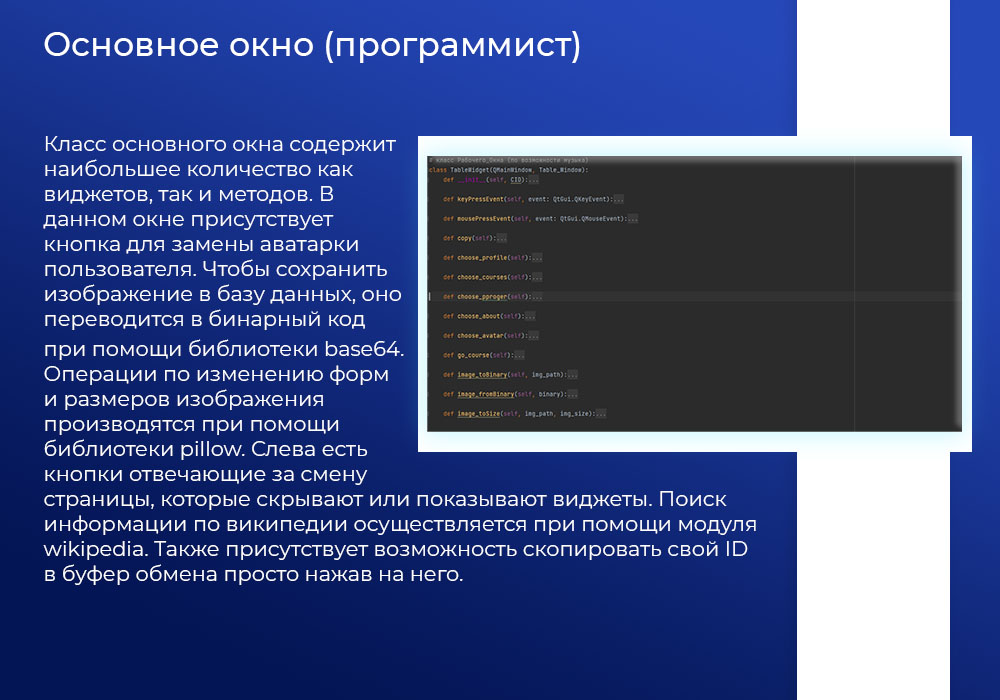 Основное окно (программист)
Класс основного окна содержит
наибольшее количество как
виджетов, так и методов. В
данном окне присутствует
кнопка для замены аватарки
пользователя. Чтобы сохранить
изображение в базу данных, оно
переводится в бинарный код
при помощи библиотеки base64.
Операции по изменению форм
и размеров изображения
производятся при помощи
библиотеки pillow. Слева есть
кнопки отвечающие за смену
страницы, которые скрывают или показывают виджеты. Поиск
информации по википедии осуществляется при помощи модуля
wikipedia. Также присутствует возможность скопировать свой ID
в буфер обмена просто нажав на него.
# класс Рабочего_Окна (по возможности музыка)
class TableWidget(QMainWindow, Table_Window):
def __init__(self, CID):...
def keyPressEvent(self, event: QtGui.QKeyEvent):...
def mousePressEvent(self, event: QtGui.QMouseEvent):...
def copy(self):...
def choose_profile(self):...
def choose_courses(self):...
def choose_pproger(self):...
def choose_about(self):...
def choose_avatar(self):...
def go_course(self):...
def image_toBinary(self, img_path):...
def image_fromBinary(self, binary):...
def image_toSize(self, img_path, img_size):...